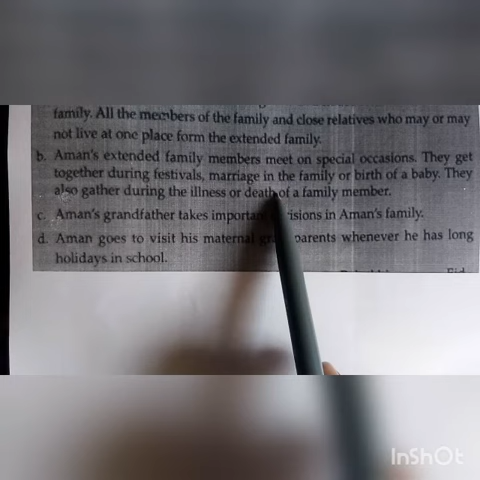 family. All the members of the family and close relatives who may or may
not live at one place form the extended family.
b. Aman's extended family members meet on special occasions. They get
together during festivals, marriage in the family or birth of a baby. They
also gather during the illness or death of a family member.
c. Aman's grandfather takes important isions in Aman's family.
d. Aman goes to visit his maternal parents whenever he has long
holidays in school.
InShOt